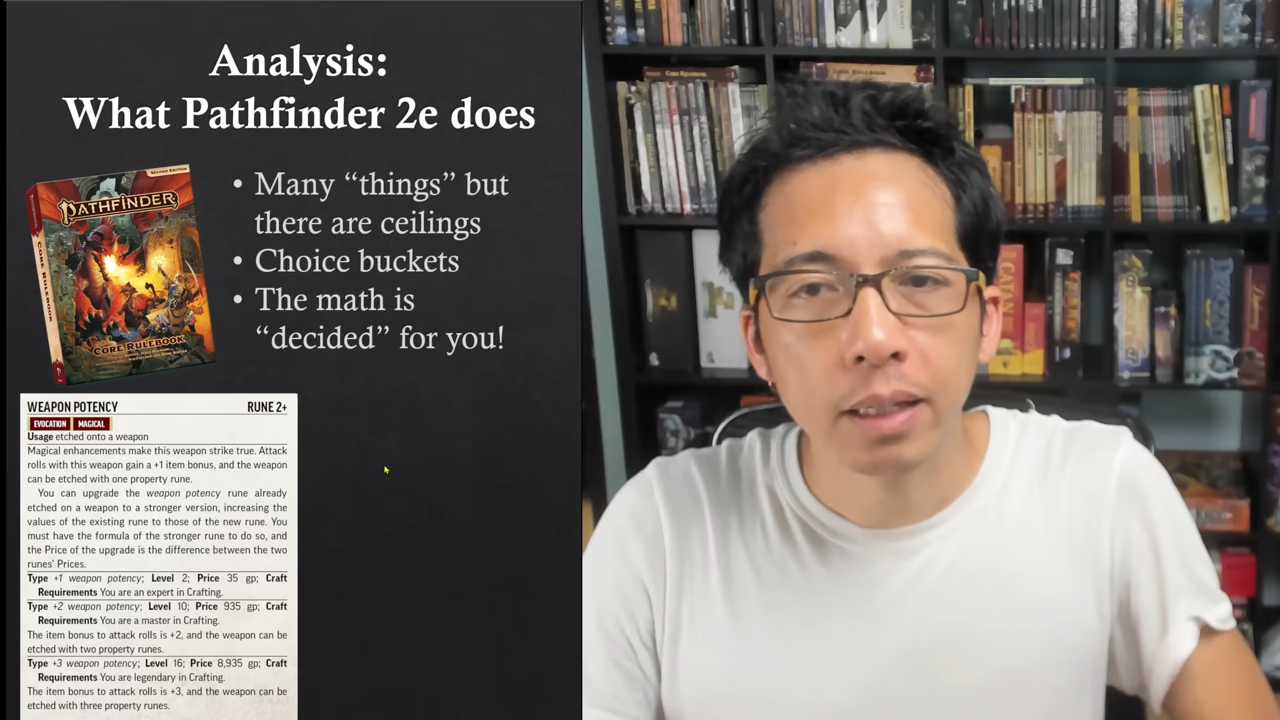 Analysis:
What Pathfinder 2e does
• Many “things” but
there are ceilings
• Choice buckets
• The math is
“decided” for you!
SECOND EDITION
PATHFINDER
CORE RULEBOOK
CORE RULEBOOK
WEAPON POTENCY RUNE 2+
EVOCATION MAGICAL
Usage etched onto a weapon
Magical enhancements make this weapon strike true. Attack
rolls with this weapon gain a +1 item bonus, and the weapon
can be etched with one property rune.
You can upgrade the weapon potency rune already
etched on a weapon to a stronger version, increasing the
values of the existing rune to those of the new rune. You
must have the formula of the stronger rune to do so, and
the Price of the upgrade is the difference between the two
runes' Prices.
Type +1 weapon potency; Level 2; Price 35 gp; Craft
Requirements You are an expert in Crafting.
Type +2 weapon potency; Level 10; Price 935 gp; Craft
Requirements You are a master in Crafting.
The item bonus to attack rolls is +2, and the weapon can be
etched with two property runes.
Type +3 weapon potency; Level 16; Price 8,935 gp; Craft
Requirements You are legendary in Crafting.
The item bonus to attack rolls is +3, and the weapon can be
etched with three property runes.
CATAN